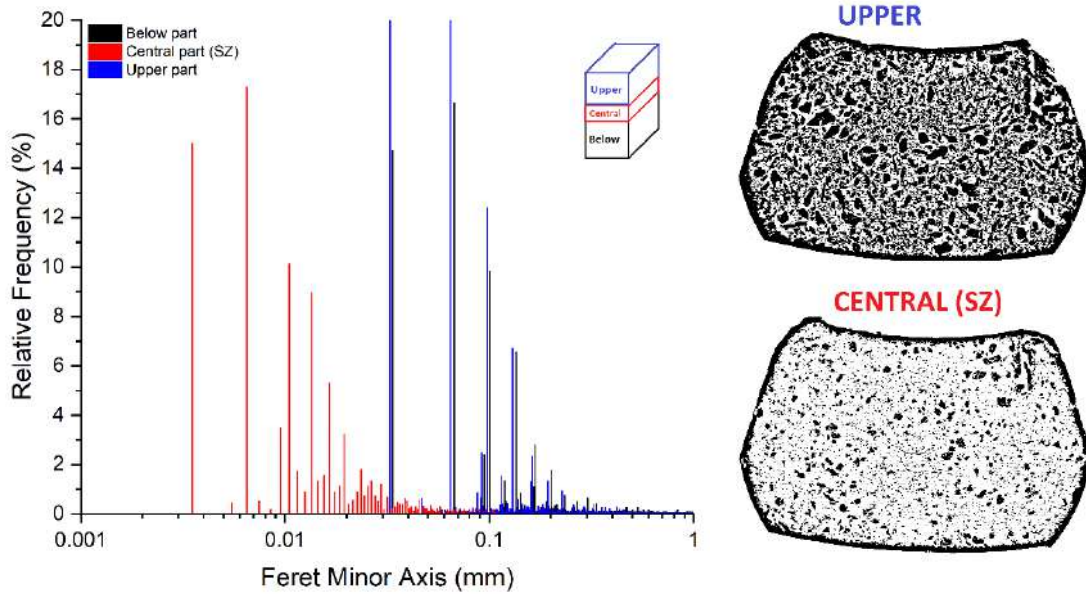 UPPER
20
18
16
14
12
10
8
6
4
2
0
Relative Frequency (%)
Below part
Central part (SZ)
Upper part
Upper
Central
Below
0.001
0.01
0.1
1
Feret Minor Axis (mm)
CENTRAL (SZ)